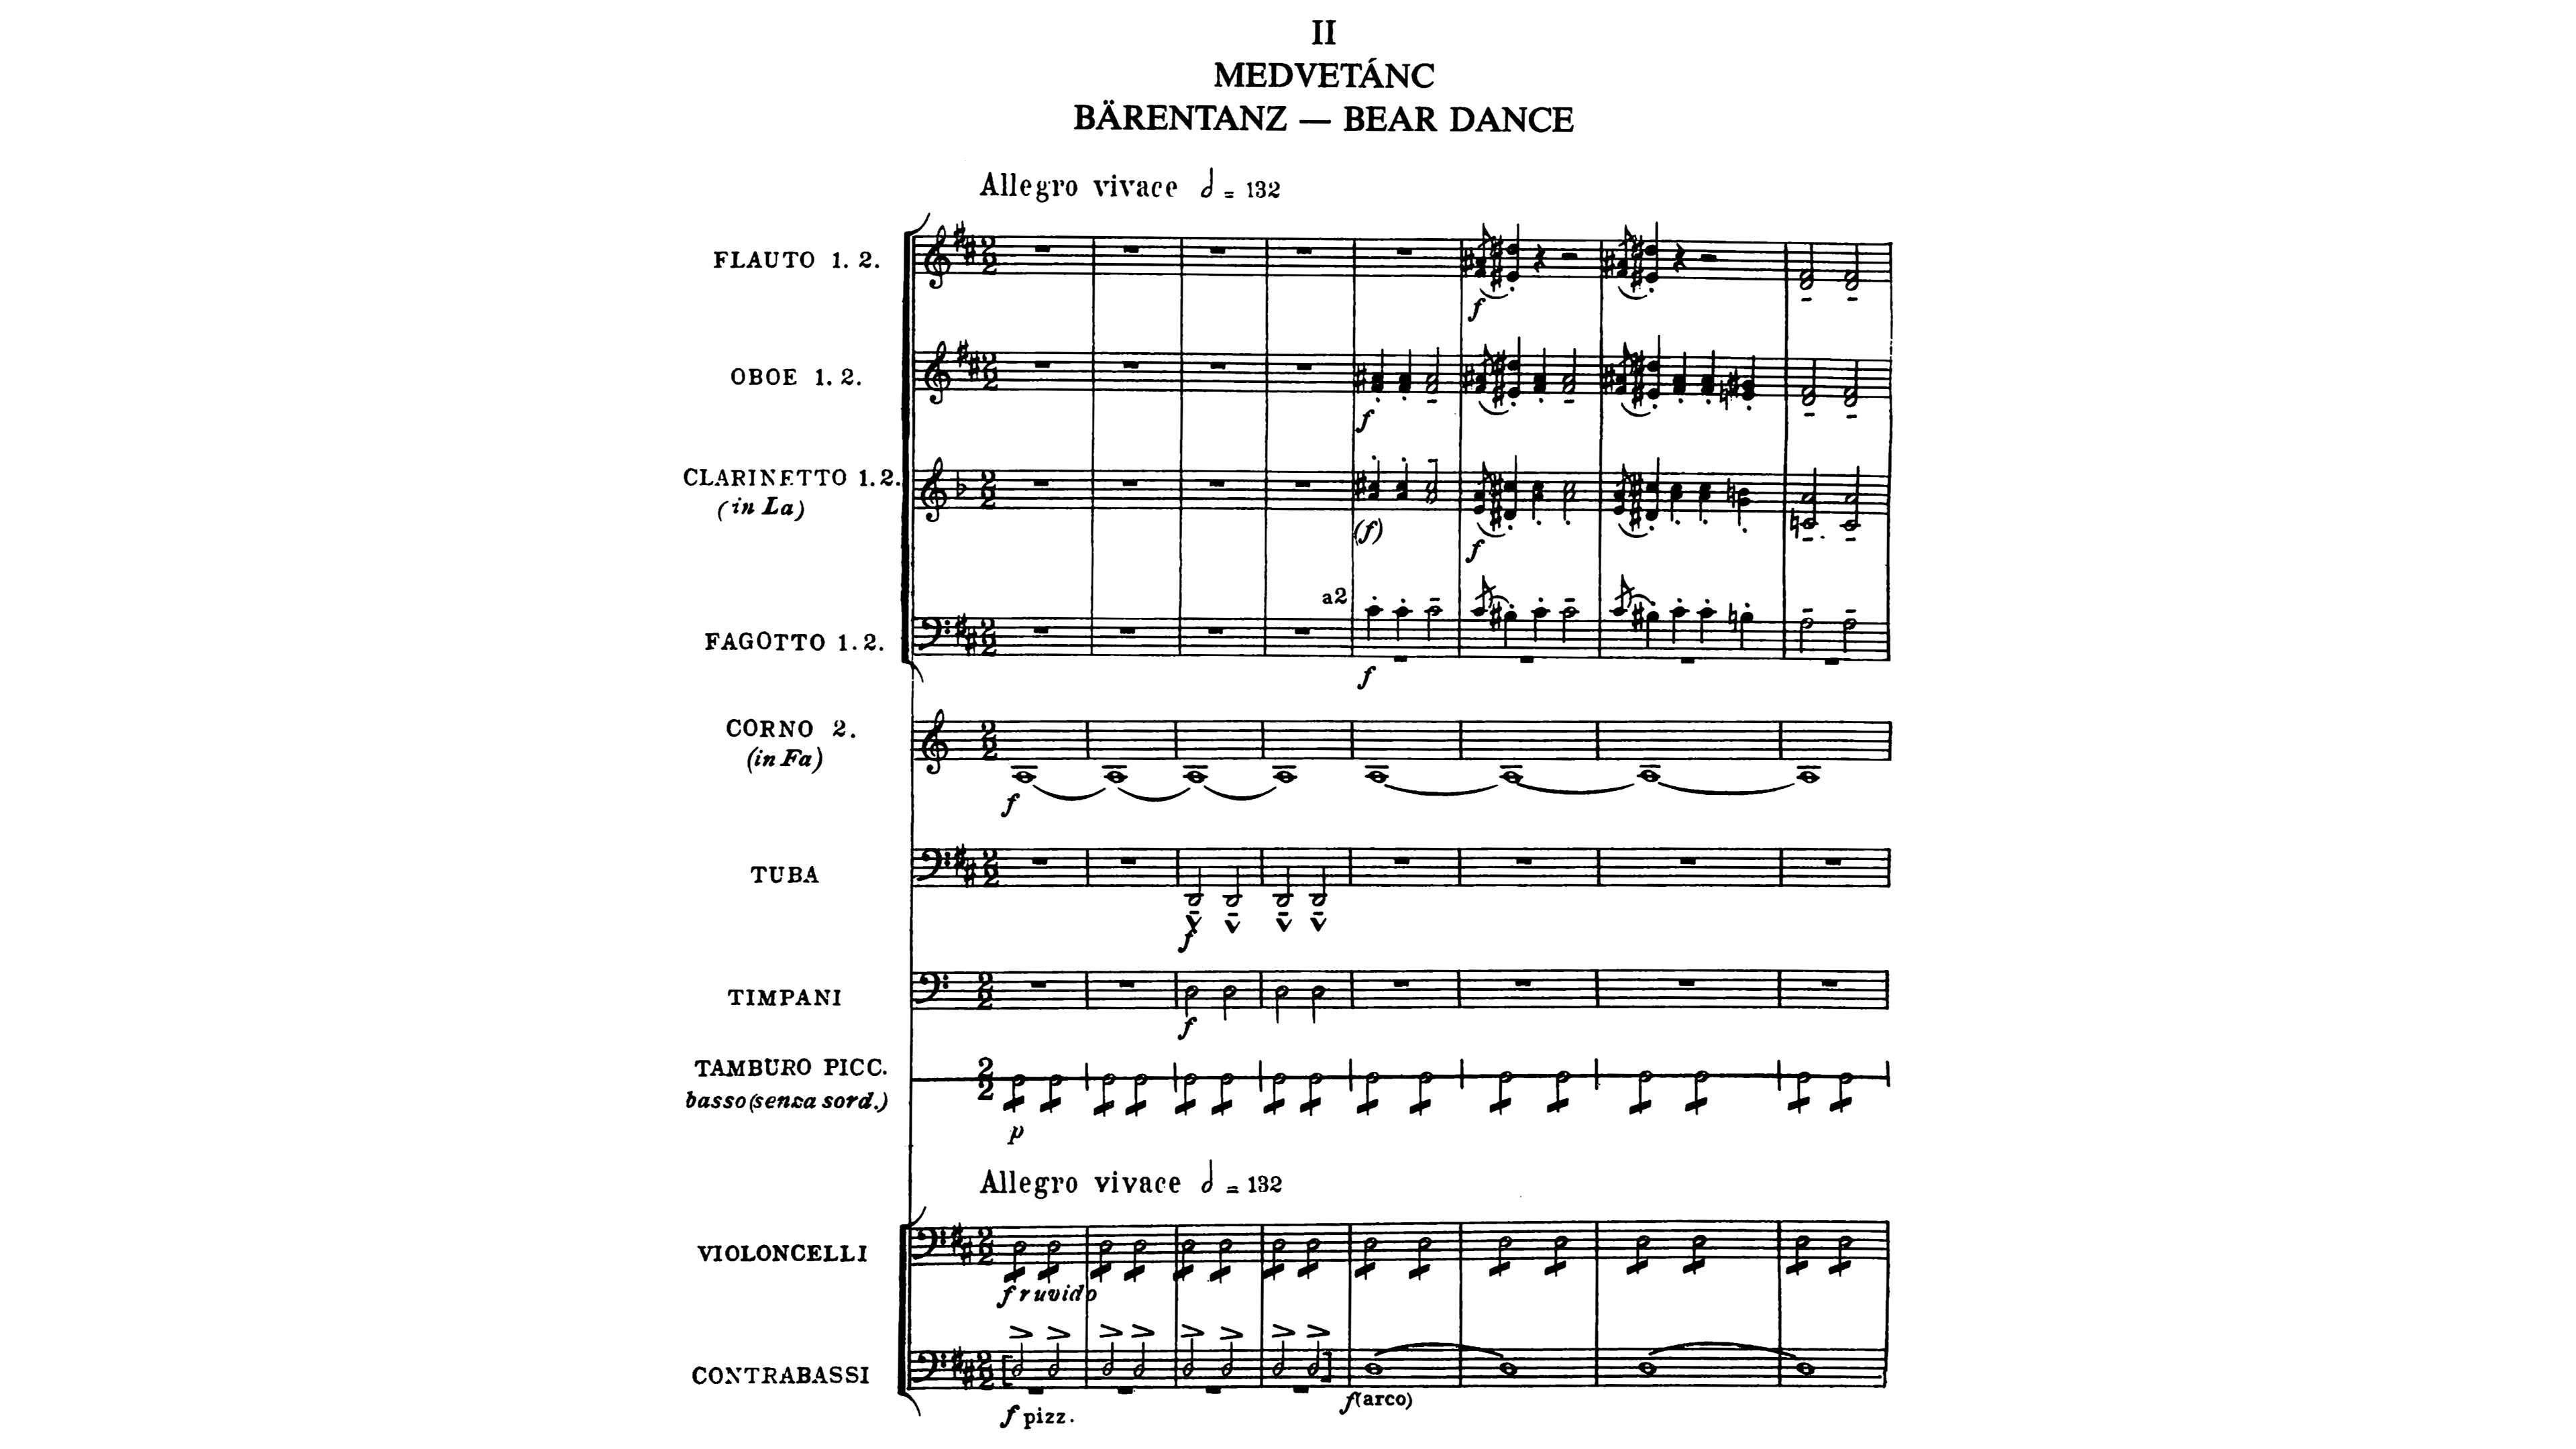 II
MEDVETÁNC
BÄRENTANZ — BEAR DANCE
Allegro vivace 𝅗𝅥 = 132
FLAUTO 1. 2.
f
OBOE 1. 2.
f
CLARINETTO 1. 2.
(in La)
(f)
f
a2
FAGOTTO 1. 2.
f
CORNO 2.
(in Fa)
f
TUBA
f
TIMPANI
f
TAMBURO PICC.
basso (senza sord.)
p
Allegro vivace 𝅗𝅥 = 132
VIOLONCELLI
f ruvido
CONTRABASSI
f pizz.
f (arco)